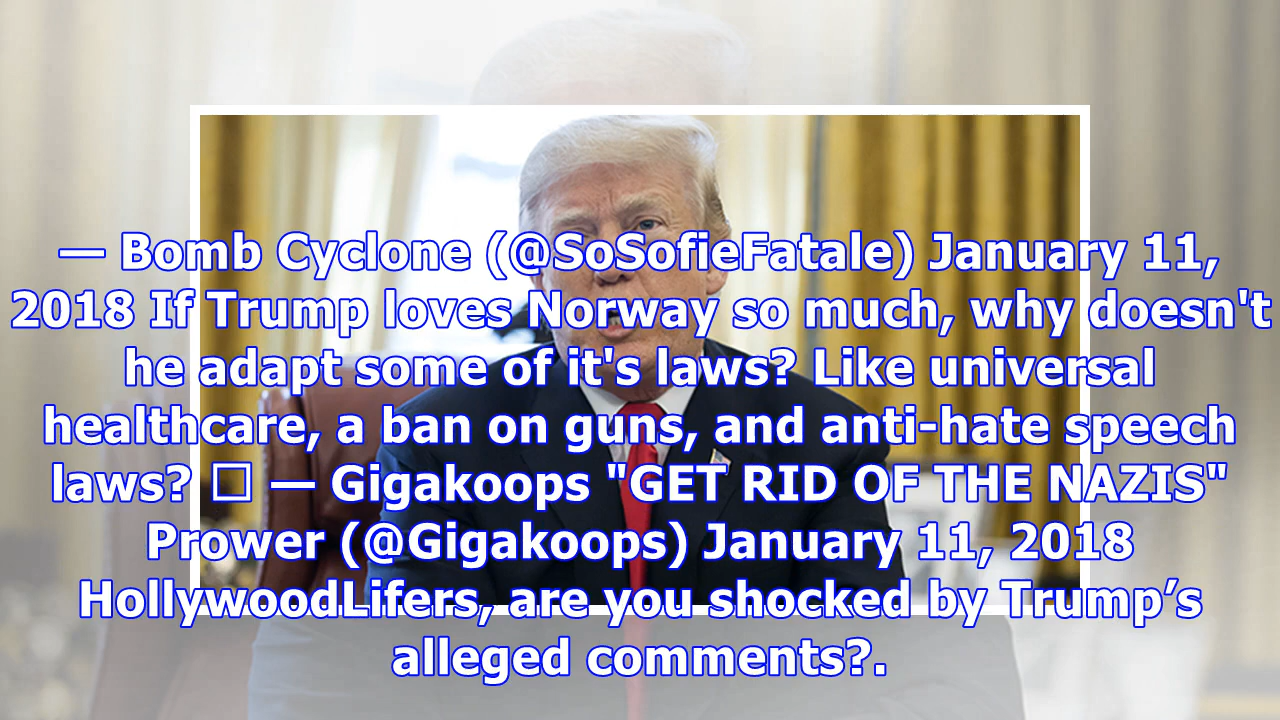 — Bomb Cyclone (@SoSofieFatale) January 11,
2018 If Trump loves Norway so much, why doesn't
he adapt some of it's laws? Like universal
healthcare, a ban on guns, and anti-hate speech
laws? □ — Gigakoops "GET RID OF THE NAZIS"
Prower (@Gigakoops) January 11, 2018
HollywoodLifers, are you shocked by Trump’s
alleged comments?.